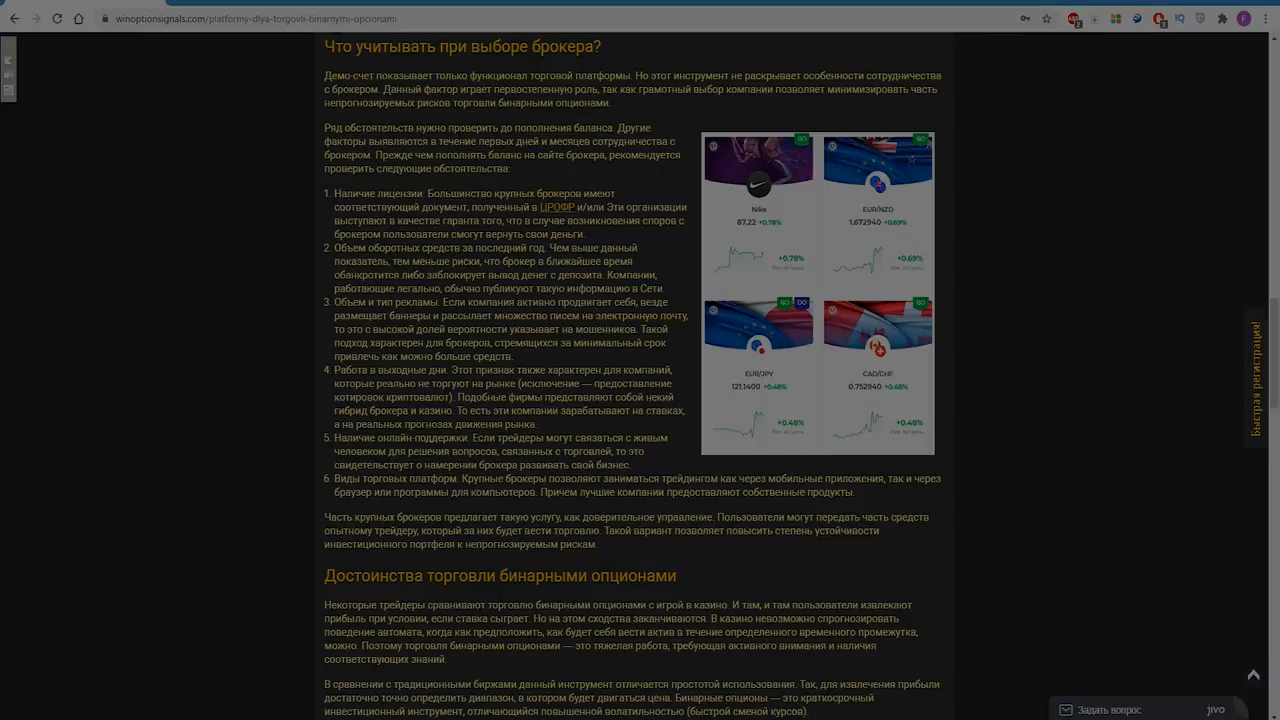 winoptionsignals.com/platformy-dlya-torgovli-binarnymi-opcionami
Что учитывать при выборе брокера?
Демо-счет показывает только функционал торговой платформы. Но этот инструмент не раскрывает особенности сотрудничества
с брокером. Данный фактор играет первостепенную роль, так как грамотный выбор компании позволяет минимизировать часть
непрогнозируемых рисков торговли бинарными опционами.
Ряд обстоятельств нужно проверить до пополнения баланса. Другие
факторы выявляются в течение первых дней и месяцев сотрудничества с
брокером. Прежде чем пополнять баланс на сайте брокера, рекомендуется
проверить следующие обстоятельства:
1. Наличие лицензии. Большинство крупных брокеров имеют
соответствующий документ, полученный в ЦРОФР и/или Эти организации
выступают в качестве гаранта того, что в случае возникновения споров с
брокером пользователи смогут вернуть свои деньги.
2. Объем оборотных средств за последний год. Чем выше данный
показатель, тем меньше риски, что брокер в ближайшее время
обанкротится либо заблокирует вывод денег с депозита. Компании,
работающие легально, обычно публикуют такую информацию в Сети.
3. Объем и тип рекламы. Если компания активно продвигает себя, везде
размещает баннеры и рассылает множество писем на электронную почту,
то это с высокой долей вероятности указывает на мошенников. Такой
подход характерен для брокеров, стремящихся за минимальный срок
привлечь как можно больше средств.
4. Работа в выходные дни. Этот признак также характерен для компаний,
которые реально не торгуют на рынке (исключение — предоставление
котировок криптовалют). Подобные фирмы представляют собой некий
гибрид брокера и казино. То есть эти компании зарабатывают на ставках,
а на реальных прогнозах движения рынка.
5. Наличие онлайн-поддержки. Если трейдеры могут связаться с живым
человеком для решения вопросов, связанных с торговлей, то это
свидетельствует о намерении брокера развивать свой бизнес.
6. Виды торговых платформ. Крупные брокеры позволяют заниматься трейдингом как через мобильные приложения, так и через
браузер или программы для компьютеров. Причем лучшие компании предоставляют собственные продукты.
Nike
87.22 +0.78%
+0.78%
EUR/NZD
1.672940 +0.69%
+0.69%
EUR/JPY
121.1400 +0.48%
+0.48%
CAD/CHF
0.752940 +0.48%
+0.48%
Часть крупных брокеров предлагает такую услугу, как доверительное управление. Пользователи могут передать часть средств
опытному трейдеру, который за них будет вести торговлю. Такой вариант позволяет повысить степень устойчивости
инвестиционного портфеля к непрогнозируемым рискам.
Достоинства торговли бинарными опционами
Некоторые трейдеры сравнивают торговлю бинарными опционами с игрой в казино. И там, и там пользователи извлекают
прибыль при условии, если ставка сыграет. Но на этом сходства заканчиваются. В казино невозможно спрогнозировать
поведение автомата, когда как предположить, как будет себя вести актив в течение определенного временного промежутка,
можно. Поэтому торговля бинарными опционами — это тяжелая работа, требующая активного внимания и наличия
соответствующих знаний.
В сравнении с традиционными биржами данный инструмент отличается простотой использования. Так, для извлечения прибыли
достаточно точно определить диапазон, в котором будет двигаться цена. Бинарные опционы — это краткосрочный
инвестиционный инструмент, отличающийся повышенной волатильностью (быстрой сменой курсов).
Быстрая регистрация!
Задать вопрос
jivo